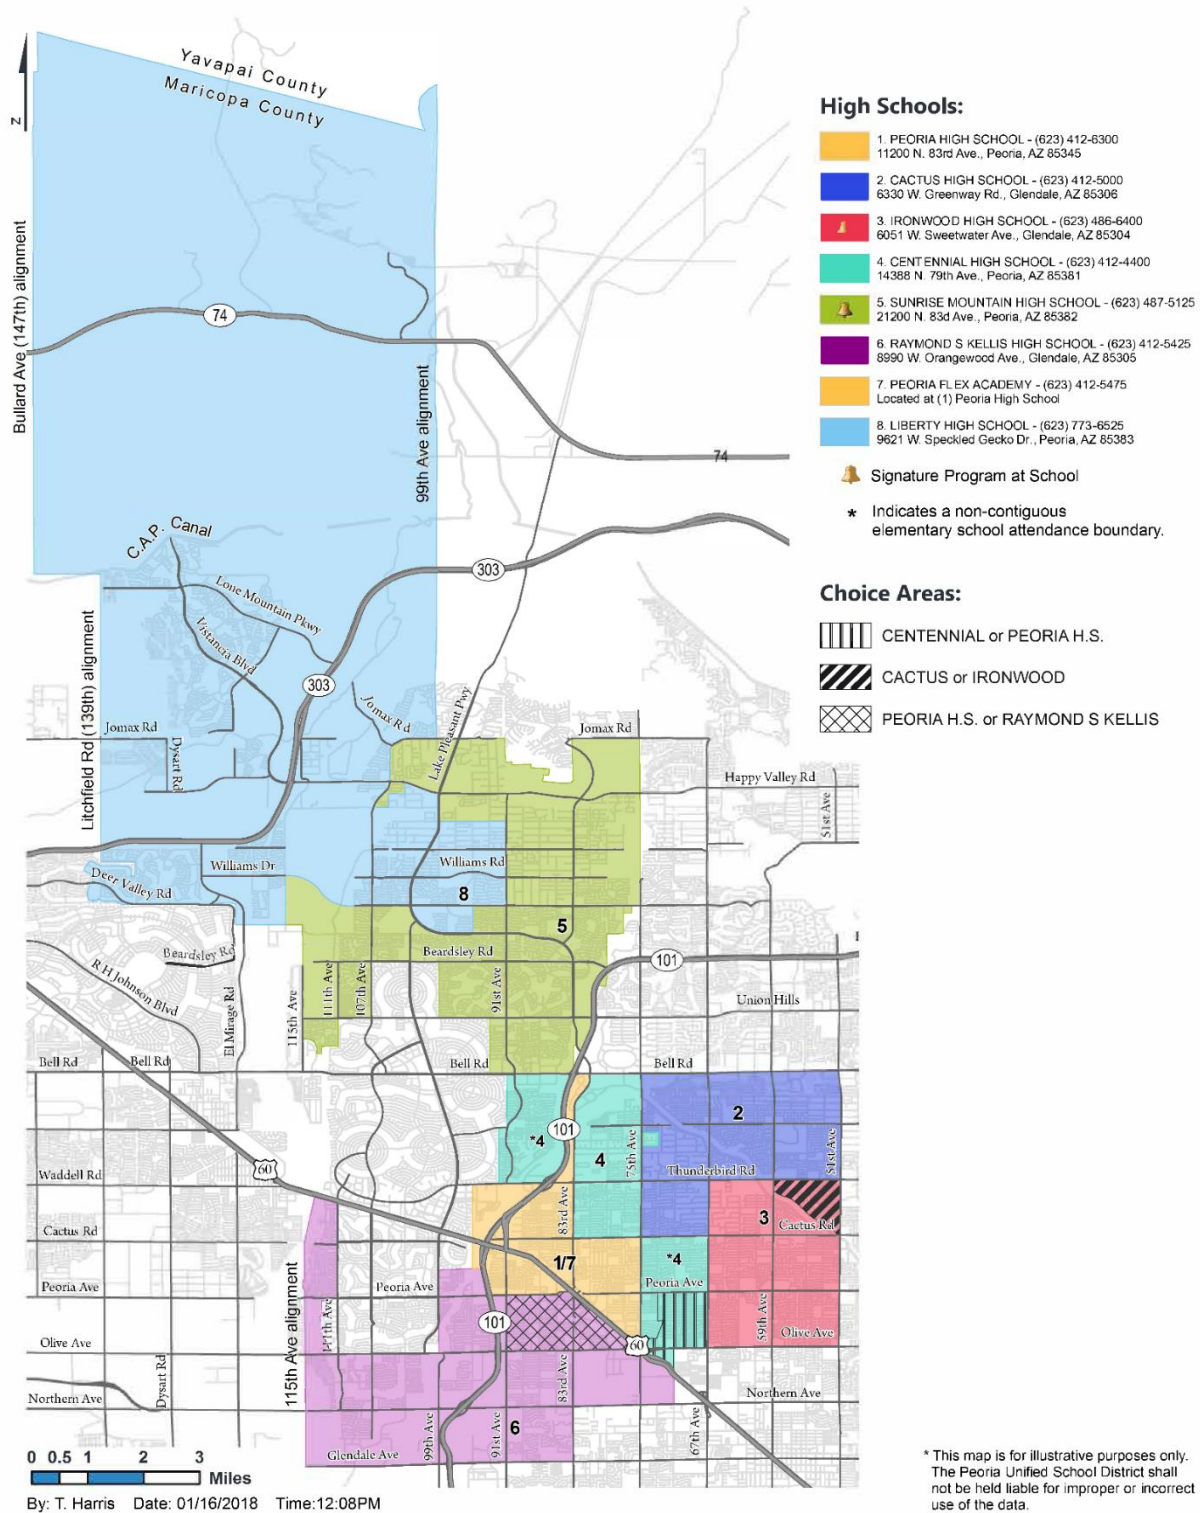 Yavapai County
Maricopa County
N
Bullard Ave (147th) alignment
74
99th Ave alignment
74
C.A.P. Canal
303
Lone Mountain Pkwy
Vistancia Blvd
303
Jomax Rd
Lake Pleasant Pwy
Litchfield Rd (139th) alignment
Jomax Rd
Dysart Rd
Jomax Rd
Happy Valley Rd
51st Ave
Williams Dr
Williams Rd
Deer Valley Rd
8
5
Beardsley Rd
Beardsley Rd
101
R H Johnson Blvd
El Mirage Rd
115th Ave
111th Ave
107th Ave
91st Ave
Union Hills
Bell Rd
Bell Rd
Bell Rd
Bell Rd
2
*4
101
4
75th Ave
51st Ave
60
Waddell Rd
Thunderbird Rd
Cactus Rd
83rd Ave
3
Cactus Rd
1/7
*4
Peoria Ave
Peoria Ave
Peoria Ave
115th Ave alignment
111th Ave
101
59th Ave
Olive Ave
60
Olive Ave
Dysart Rd
83rd Ave
Northern Ave
Northern Ave
99th Ave
91st Ave
6
67th Ave
Glendale Ave
0 0.5 1 2 3
Miles
By: T. Harris Date: 01/16/2018 Time:12:08PM
High Schools:
1. PEORIA HIGH SCHOOL - (623) 412-6300
11200 N. 83rd Ave., Peoria, AZ 85345
2. CACTUS HIGH SCHOOL - (623) 412-5000
6330 W. Greenway Rd., Glendale, AZ 85306
3. IRONWOOD HIGH SCHOOL - (623) 486-6400
6051 W. Sweetwater Ave., Glendale, AZ 85304
4. CENTENNIAL HIGH SCHOOL - (623) 412-4400
14388 N. 79th Ave., Peoria, AZ 85381
5. SUNRISE MOUNTAIN HIGH SCHOOL - (623) 487-5125
21200 N. 83d Ave., Peoria, AZ 85382
6. RAYMOND S KELLIS HIGH SCHOOL - (623) 412-5425
8990 W. Orangewood Ave., Glendale, AZ 85305
7. PEORIA FLEX ACADEMY - (623) 412-5475
Located at (1) Peoria High School
8. LIBERTY HIGH SCHOOL - (623) 773-6525
9621 W. Speckled Gecko Dr., Peoria, AZ 85383
Signature Program at School
* Indicates a non-contiguous
elementary school attendance boundary.
Choice Areas:
CENTENNIAL or PEORIA H.S.
CACTUS or IRONWOOD
PEORIA H.S. or RAYMOND S KELLIS
* This map is for illustrative purposes only.
The Peoria Unified School District shall
not be held liable for improper or incorrect
use of the data.